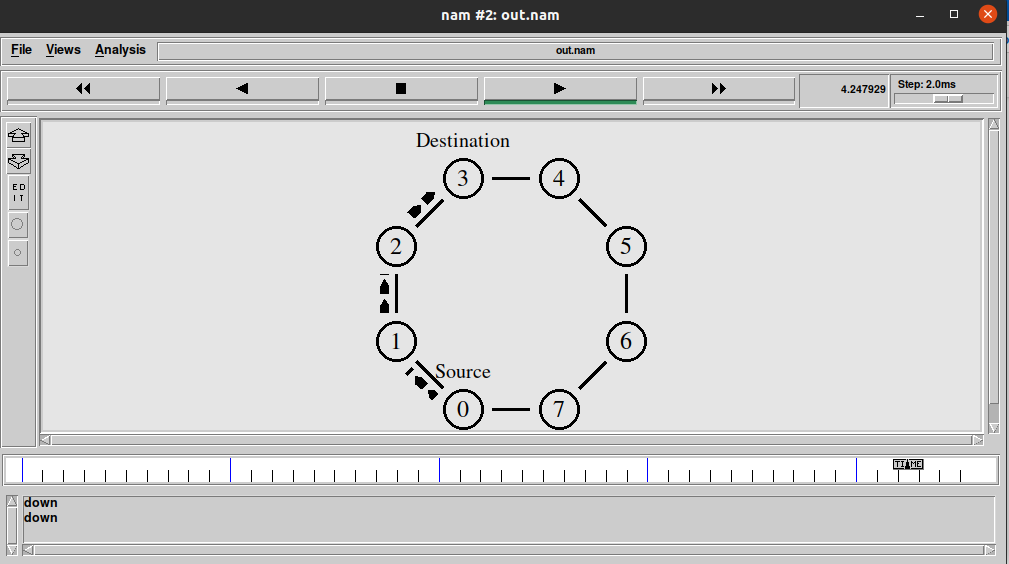 nam #2: out.nam
File Views Analysis out.nam
4.247929 Step: 2.0ms
ED
IT
Destination
3 4
2 5
1 6
Source
0 7
TIME
down
down